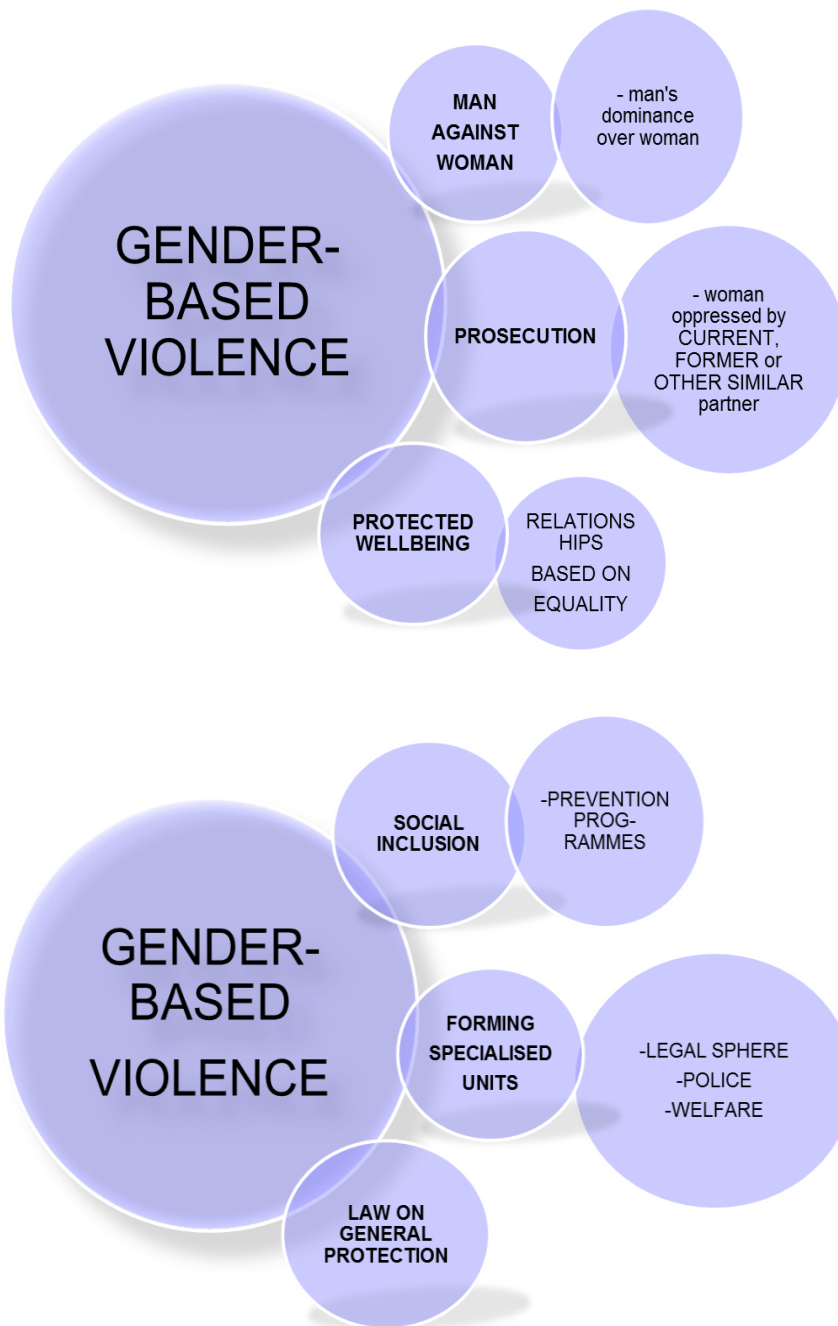 GENDER-
BASED
VIOLENCE
MAN
AGAINST
WOMAN
- man's
dominance
over woman
PROSECUTION
- woman
oppressed by
CURRENT,
FORMER or
OTHER SIMILAR
partner
PROTECTED
WELLBEING
RELATIONS
HIPS
BASED ON
EQUALITY
GENDER-
BASED
VIOLENCE
SOCIAL
INCLUSION
-PREVENTION
PROG-
RAMMES
FORMING
SPECIALISED
UNITS
-LEGAL SPHERE
-POLICE
-WELFARE
LAW ON
GENERAL
PROTECTION